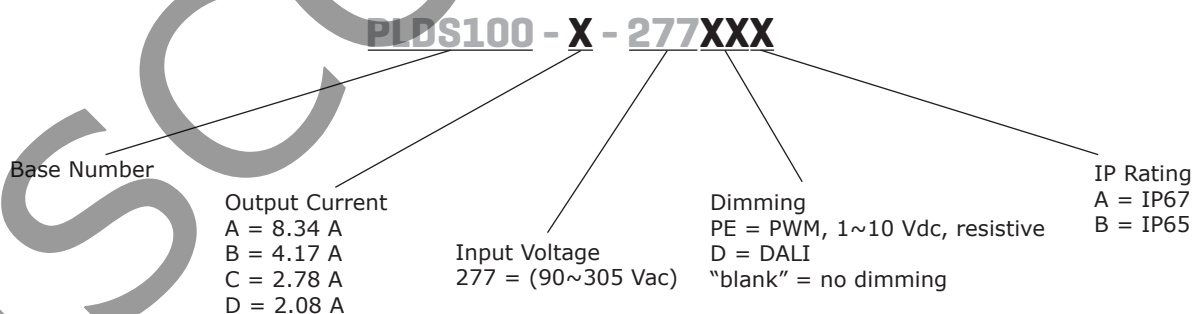 PLDS100 - X - 277XXX
Base Number
Output Current
A = 8.34 A
B = 4.17 A
C = 2.78 A
D = 2.08 A
Input Voltage
277 = (90~305 Vac)
Dimming
PE = PWM, 1~10 Vdc, resistive
D = DALI
“blank” = no dimming
IP Rating
A = IP67
B = IP65